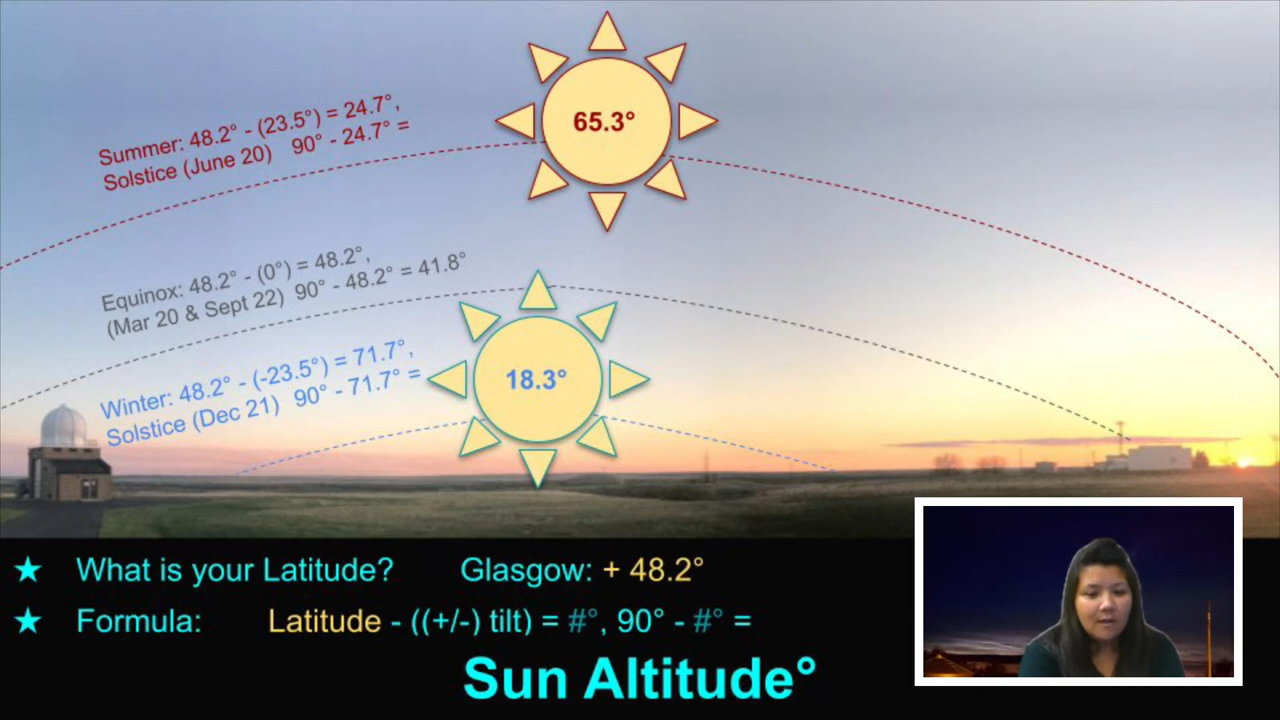 65.3°
Summer: 48.2° - (23.5°) = 24.7°,
Solstice (June 20)   90° - 24.7° =
Equinox: 48.2° - (0°) = 48.2°,
(Mar 20 & Sept 22)  90° - 48.2° = 41.8°
Winter: 48.2° - (-23.5°) = 71.7°,
Solstice (Dec 21)   90° - 71.7° =
18.3°
★ What is your Latitude? Glasgow: + 48.2°
★ Formula: Latitude - ((+/-) tilt) = #°, 90° - #° =
Sun Altitude°